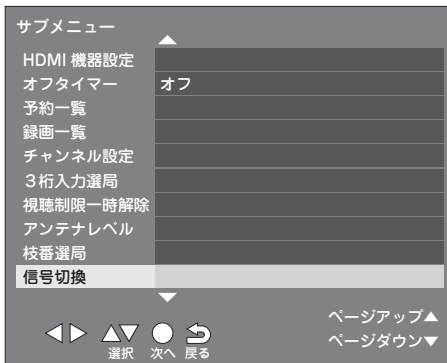 サブメニュー
HDMI 機器設定
オフタイマー オフ
予約一覧
録画一覧
チャンネル設定
３桁入力選局
視聴制限一時解除
アンテナレベル
枝番選局
信号切換
選択 次へ 戻る
ページアップ▲
ページダウン▼